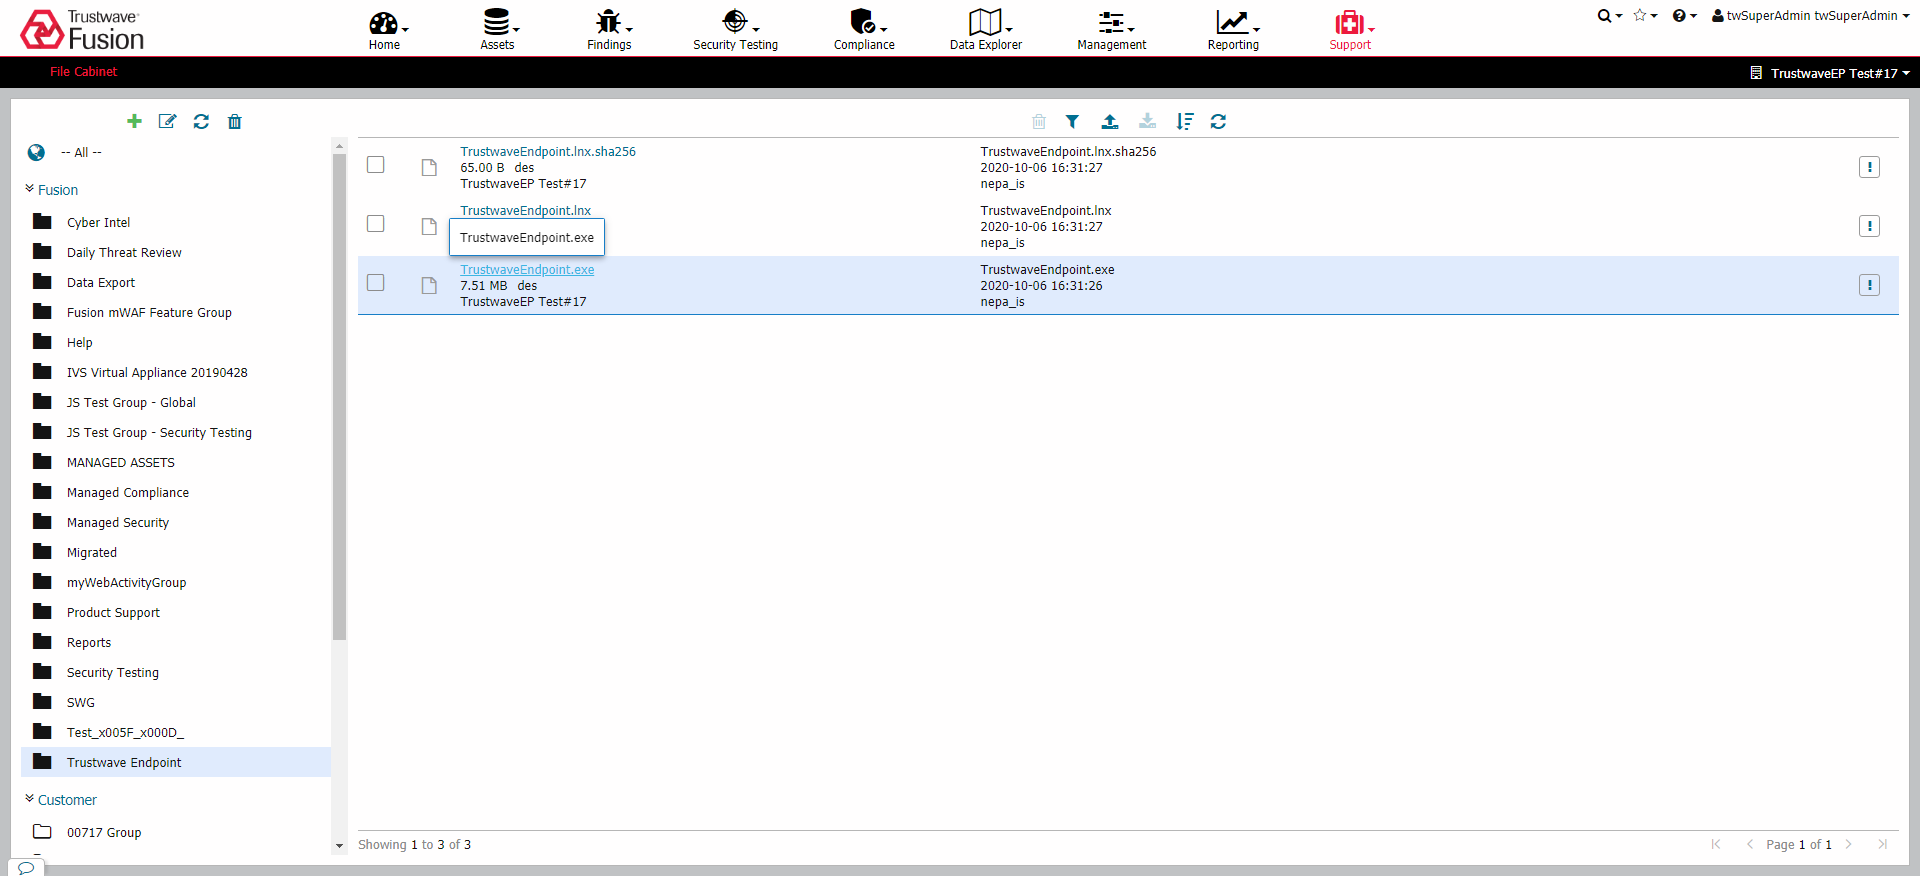 Trustwave®
Fusion
Home
Assets
Findings
Security Testing
Compliance
Data Explorer
Management
Reporting
Support
twSuperAdmin twSuperAdmin
File Cabinet
TrustwaveEP Test#17
-- All --
Fusion
Cyber Intel
Daily Threat Review
Data Export
Fusion mWAF Feature Group
Help
IVS Virtual Appliance 20190428
JS Test Group - Global
JS Test Group - Security Testing
MANAGED ASSETS
Managed Compliance
Managed Security
Migrated
myWebActivityGroup
Product Support
Reports
Security Testing
SWG
Test_x005F_x000D_
Trustwave Endpoint
Customer
00717 Group
TrustwaveEndpoint.lnx.sha256
65.00 B des
TrustwaveEP Test#17
TrustwaveEndpoint.lnx.sha256
2020-10-06 16:31:27
nepa_is
TrustwaveEndpoint.lnx
TrustwaveEndpoint.exe
TrustwaveEndpoint.lnx
2020-10-06 16:31:27
nepa_is
TrustwaveEndpoint.exe
7.51 MB des
TrustwaveEP Test#17
TrustwaveEndpoint.exe
2020-10-06 16:31:26
nepa_is
Showing 1 to 3 of 3
Page 1 of 1